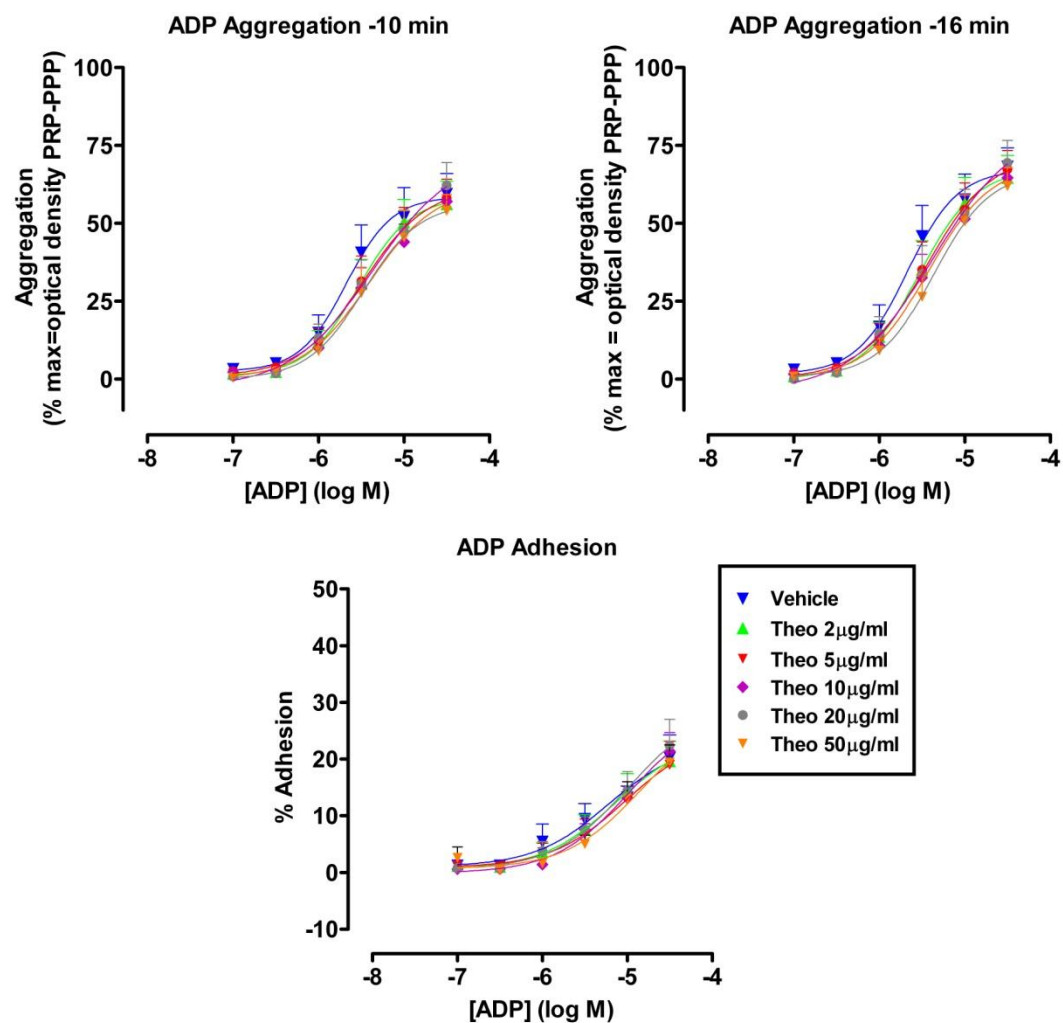 ADP Aggregation -10 min
Aggregation
(% max=optical density PRP-PPP)
100
75
50
25
0
-8 -7 -6 -5 -4
[ADP] (log M)
ADP Aggregation -16 min
Aggregation
(% max = optical density PRP-PPP)
100
75
50
25
0
-8 -7 -6 -5 -4
[ADP] (log M)
ADP Adhesion
% Adhesion
50
40
30
20
10
0
-10
-8 -7 -6 -5 -4
[ADP] (log M)
Vehicle
Theo 2µg/ml
Theo 5µg/ml
Theo 10µg/ml
Theo 20µg/ml
Theo 50µg/ml